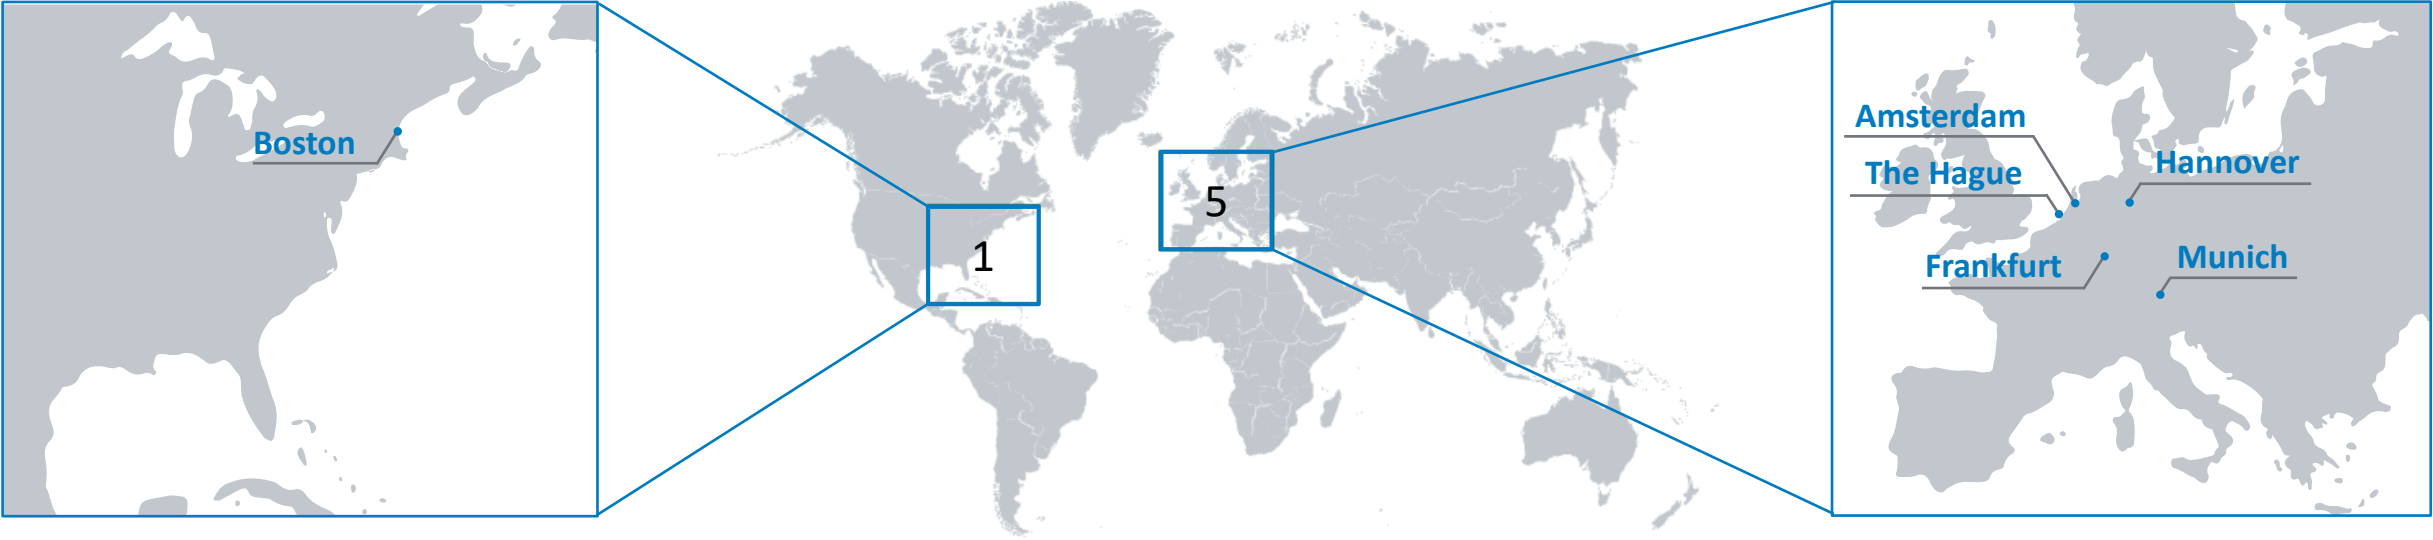 Boston
1
5
Amsterdam
The Hague
Hannover
Frankfurt
Munich